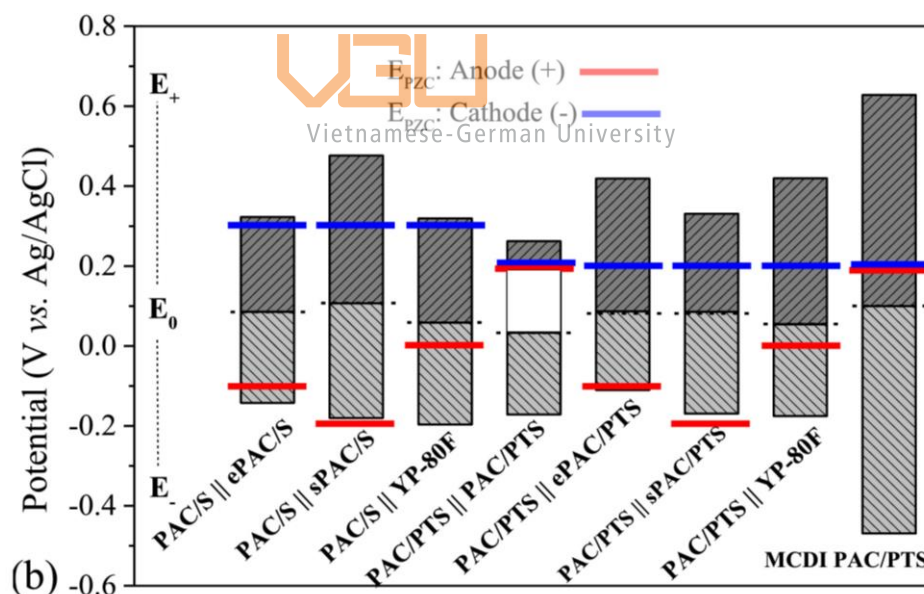 0.8
0.6
0.4
0.2
0.0
-0.2
-0.4
-0.6
Potential (V vs. Ag/AgCl)
(b)
E+
E0
E-
VGU
Vietnamese-German University
EPZC: Anode (+)
EPZC: Cathode (-)
PAC/S || ePAC/S
PAC/S || sPAC/S
PAC/S || YP-80F
PAC/PTS || PAC/PTS
PAC/PTS || ePAC/PTS
PAC/PTS || sPAC/PTS
PAC/PTS || YP-80F
MCDI PAC/PTS